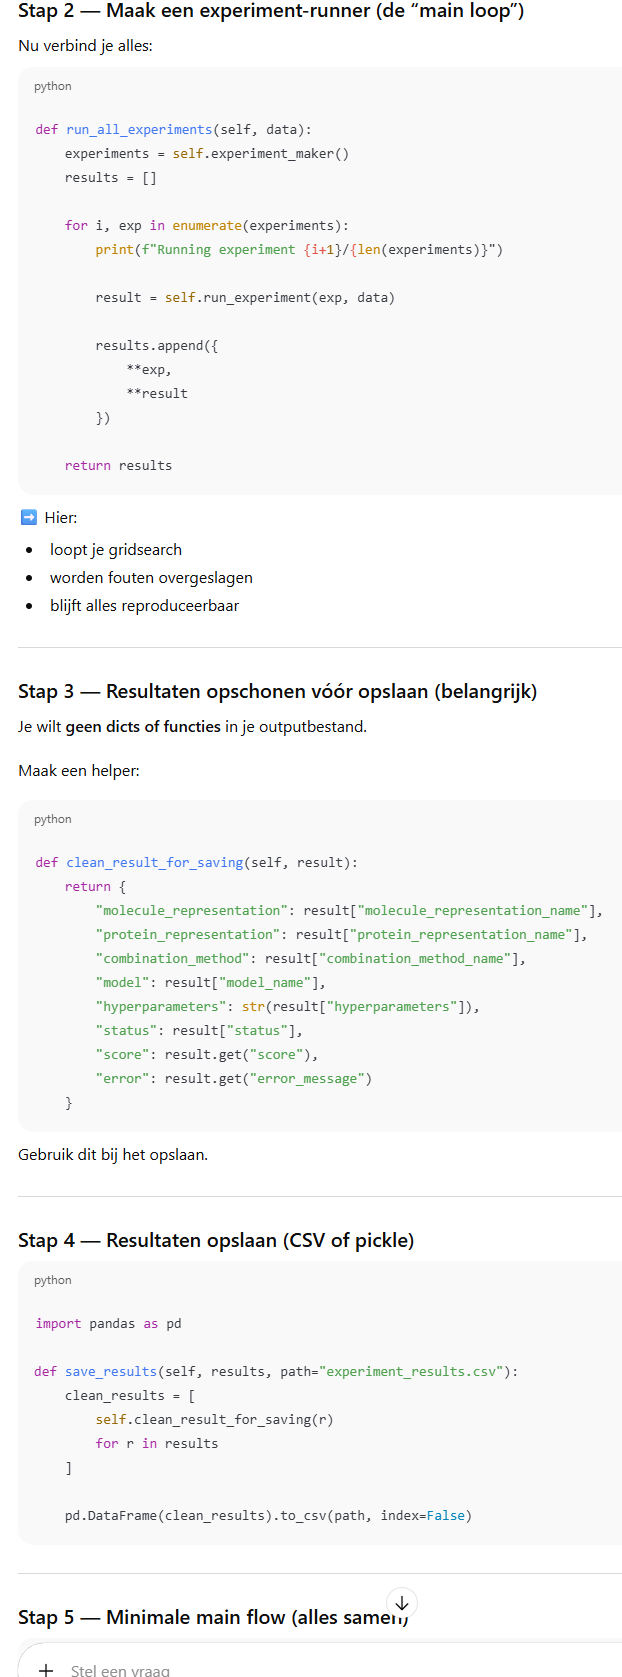 Stap 2 — Maak een experiment-runner (de “main loop”)
Nu verbind je alles:
python
def run_all_experiments(self, data):
    experiments = self.experiment_maker()
    results = []
    for i, exp in enumerate(experiments):
        print(f"Running experiment {i+1}/{len(experiments)}")
        result = self.run_experiment(exp, data)
        results.append({
            **exp,
            **result
        })
    return results
➡️ Hier:
• loopt je gridsearch
• worden fouten overgeslagen
• blijft alles reproduceerbaar
Stap 3 — Resultaten opschonen vóór opslaan (belangrijk)
Je wilt geen dicts of functies in je outputbestand.
Maak een helper:
python
def clean_result_for_saving(self, result):
    return {
        "molecule_representation": result["molecule_representation_name"],
        "protein_representation": result["protein_representation_name"],
        "combination_method": result["combination_method_name"],
        "model": result["model_name"],
        "hyperparameters": str(result["hyperparameters"]),
        "status": result["status"],
        "score": result.get("score"),
        "error": result.get("error_message")
    }
Gebruik dit bij het opslaan.
Stap 4 — Resultaten opslaan (CSV of pickle)
python
import pandas as pd
def save_results(self, results, path="experiment_results.csv"):
    clean_results = [
        self.clean_result_for_saving(r)
        for r in results
    ]
    pd.DataFrame(clean_results).to_csv(path, index=False)
Stap 5 — Minimale main flow (alles samen)
Stel een vraag